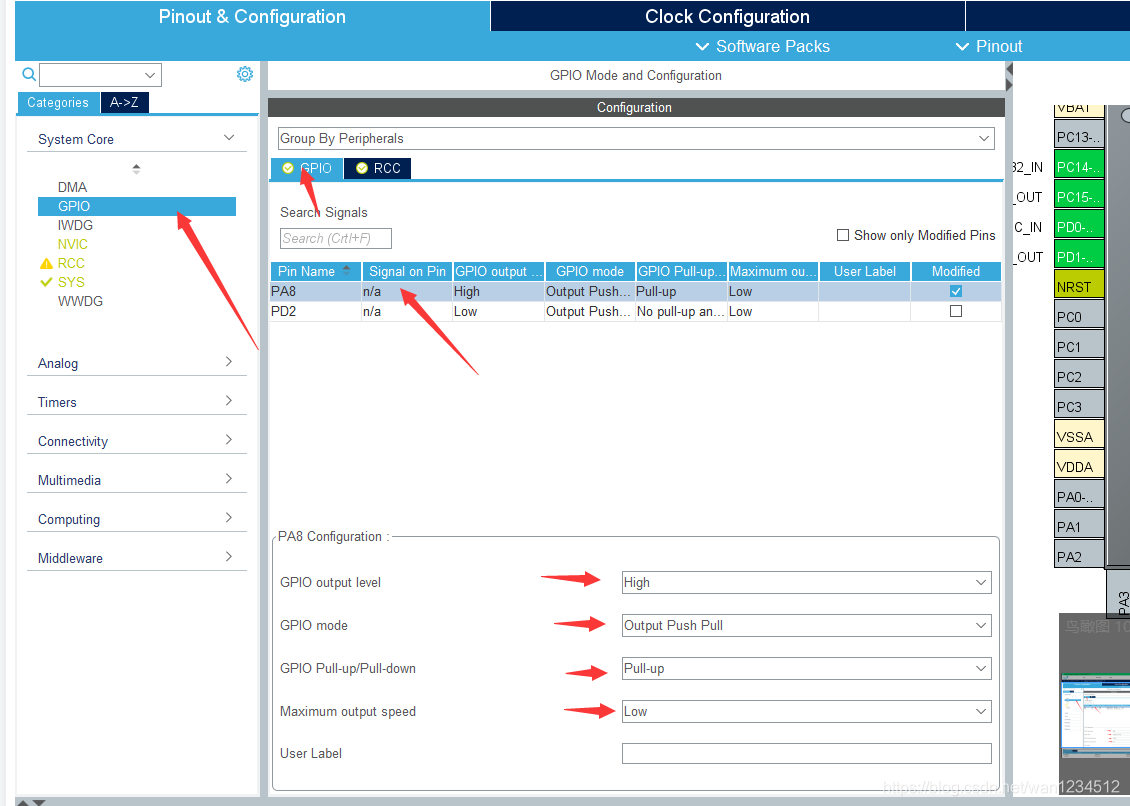 Pinout & Configuration
Clock Configuration
Software Packs
Pinout
GPIO Mode and Configuration
Configuration
Categories
A->Z
Group By Peripherals
System Core
GPIO
RCC
DMA
GPIO
IWDG
NVIC
RCC
SYS
WWDG
Search Signals
Search (Crtl+F)
Show only Modified Pins
Pin Name
Signal on Pin
GPIO output ...
GPIO mode
GPIO Pull-up...
Maximum ou...
User Label
Modified
PA8
n/a
High
Output Push...
Pull-up
Low
PD2
n/a
Low
Output Push...
No pull-up an...
Low
Analog
Timers
Connectivity
Multimedia
Computing
Middleware
PA8 Configuration :
GPIO output level
High
GPIO mode
Output Push Pull
GPIO Pull-up/Pull-down
Pull-up
Maximum output speed
Low
User Label
VBAT
PC13-..
32_IN
PC14-..
_OUT
PC15-..
C_IN
PD0-..
_OUT
PD1-..
NRST
PC0
PC1
PC2
PC3
VSSA
VDDA
PA0-..
PA1
PA2
PA3
鸟瞰图 10
https://blog.csdn.net/wan1234512